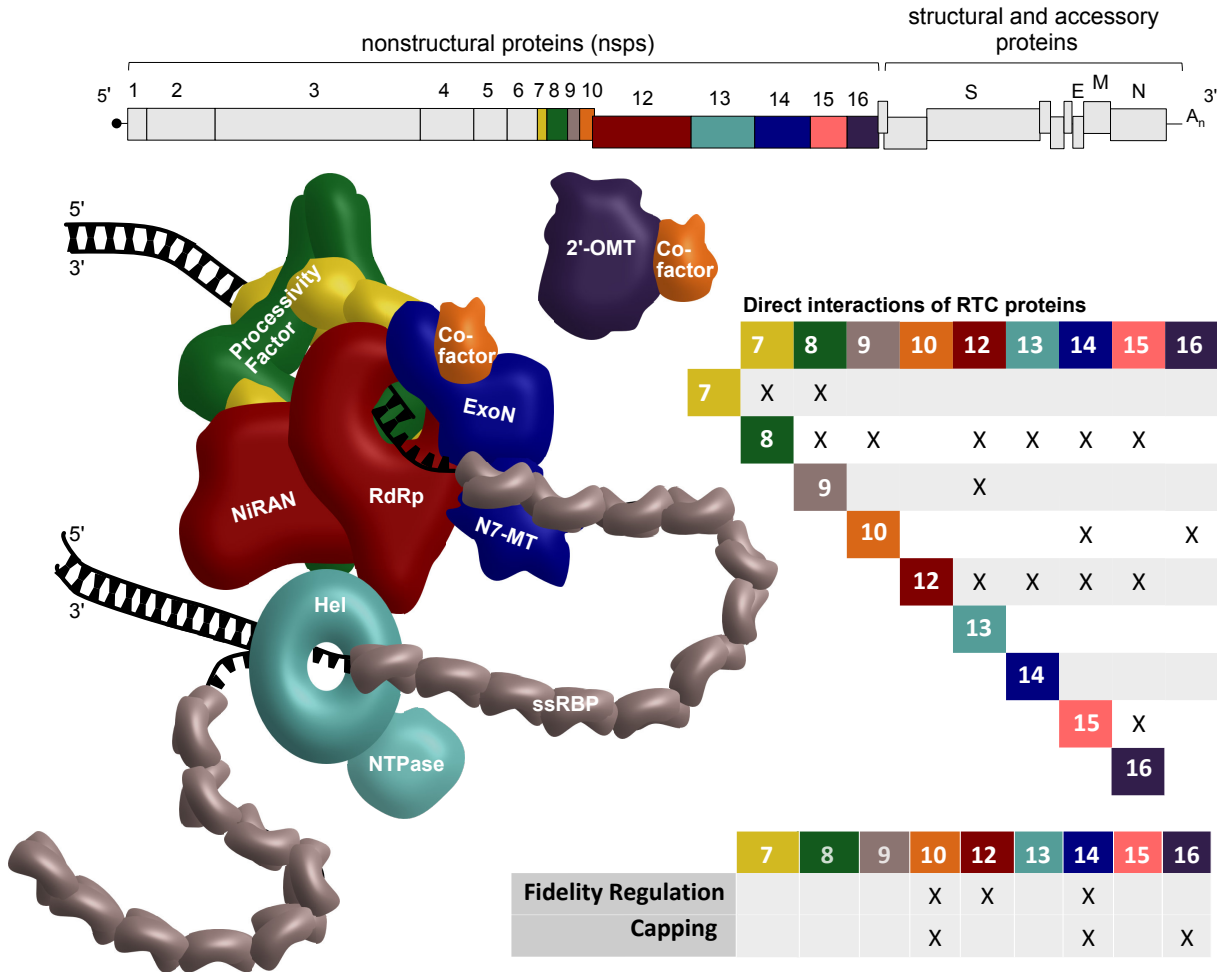 structural and accessory
proteins
nonstructural proteins (nsps)
5' 1 2 3 4 5 6 7 8 9 10 12 13 14 15 16 S E M N 3'
An
5'
3'
Processivity
Factor
2'-OMT
Co-
factor
Co-
factor
ExoN
NiRAN
RdRp
N7-MT
5'
3'
Hel
ssRBP
NTPase
Direct interactions of RTC proteins
7 8 9 10 12 13 14 15 16
7 X X
8 X X X X X X
9 X
10 X X
12 X X X X
13
14
15 X
16
7 8 9 10 12 13 14 15 16
Fidelity Regulation X X X
Capping X X X